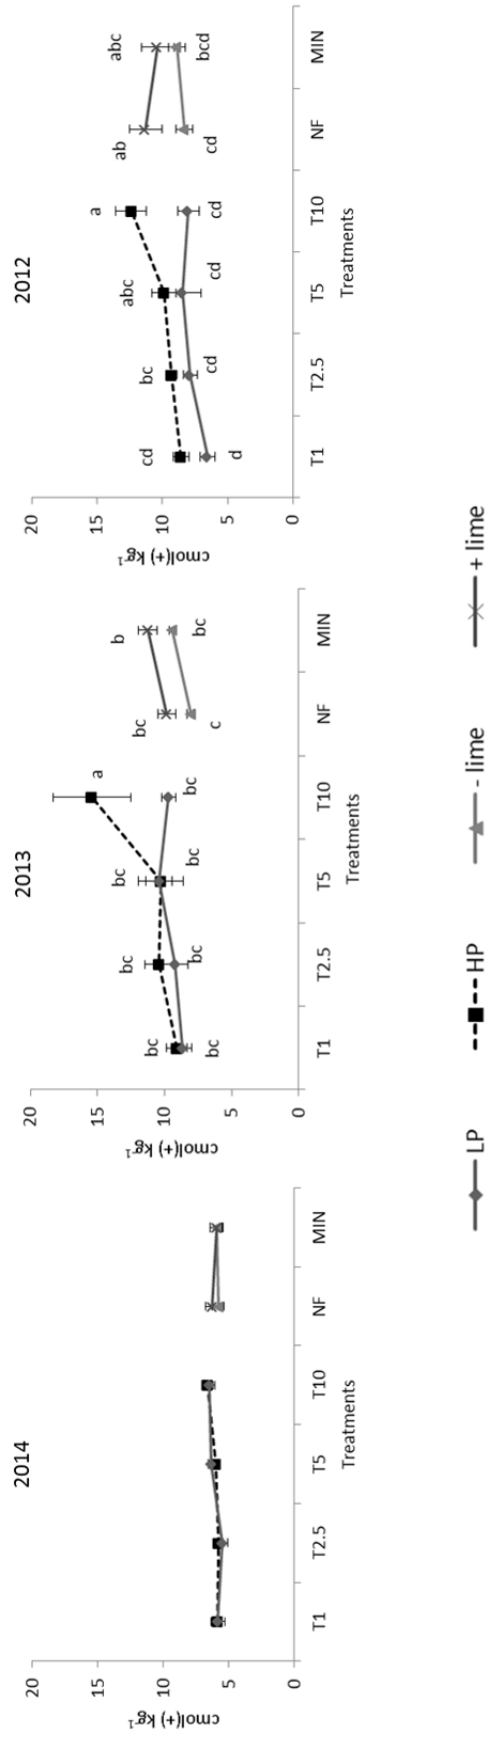 2014
20
15
10
5
0
cmol(+) kg⁻¹
T1 T2.5 T5 T10 NF MIN
Treatments
2013
20
15
10
5
0
cmol(+) kg⁻¹
a
b
bc bc bc bc
bc bc bc bc bc
c
T1 T2.5 T5 T10 NF MIN
Treatments
2012
20
15
10
5
0
cmol(+) kg⁻¹
cd bc abc a ab abc
d cd cd cd cd bcd
T1 T2.5 T5 T10 NF MIN
Treatments
LP HP - lime + lime